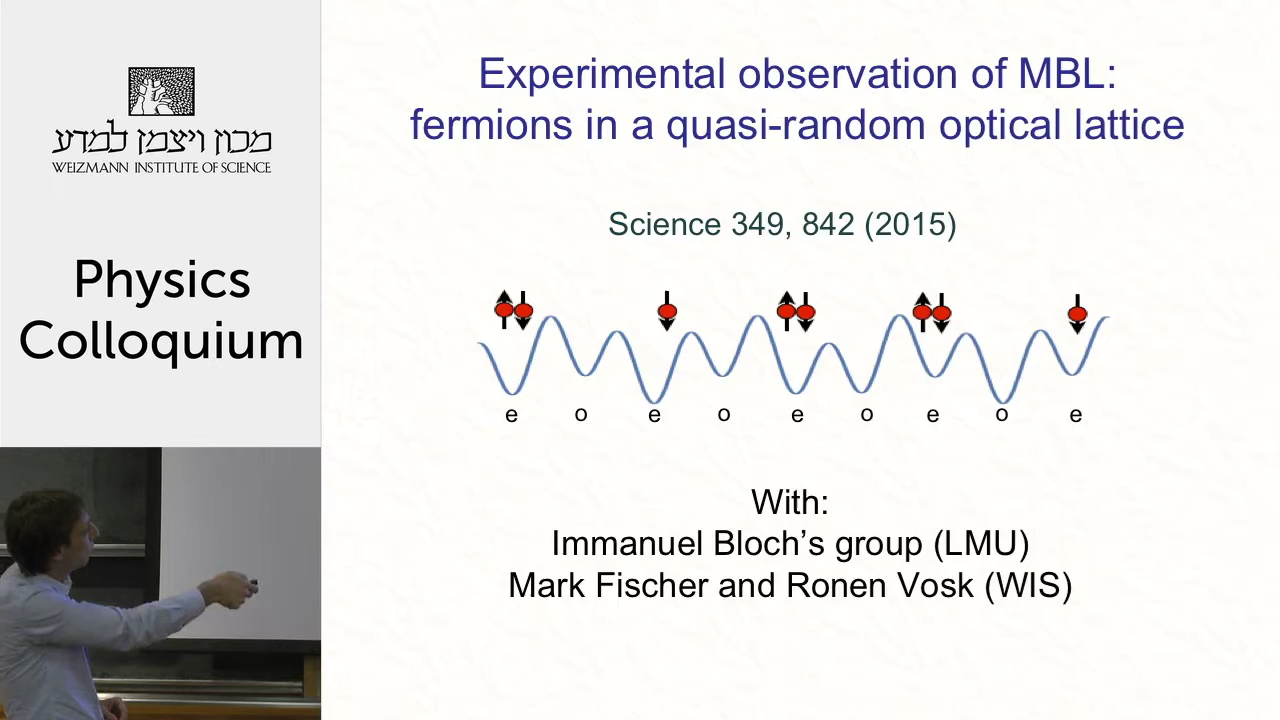 מכון ויצמן למדע
WEIZMANN INSTITUTE OF SCIENCE
Physics
Colloquium
Experimental observation of MBL:
fermions in a quasi-random optical lattice
Science 349, 842 (2015)
e o e o e o e o e
With:
Immanuel Bloch’s group (LMU)
Mark Fischer and Ronen Vosk (WIS)